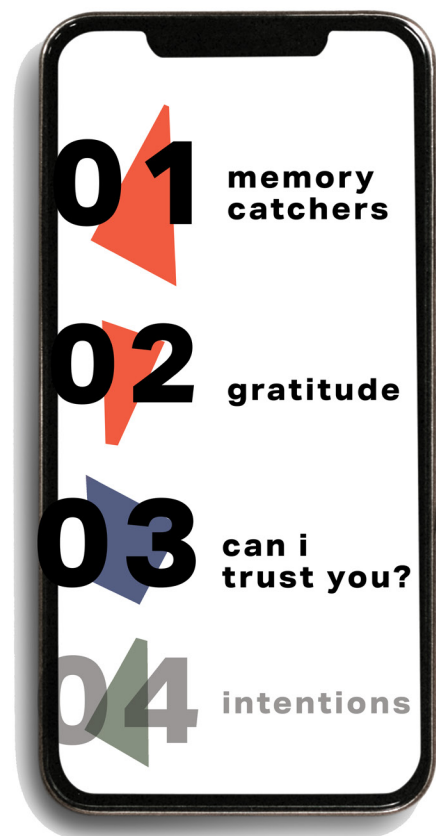 01
memory
catchers
02
gratitude
03
can i
trust you?
04
intentions